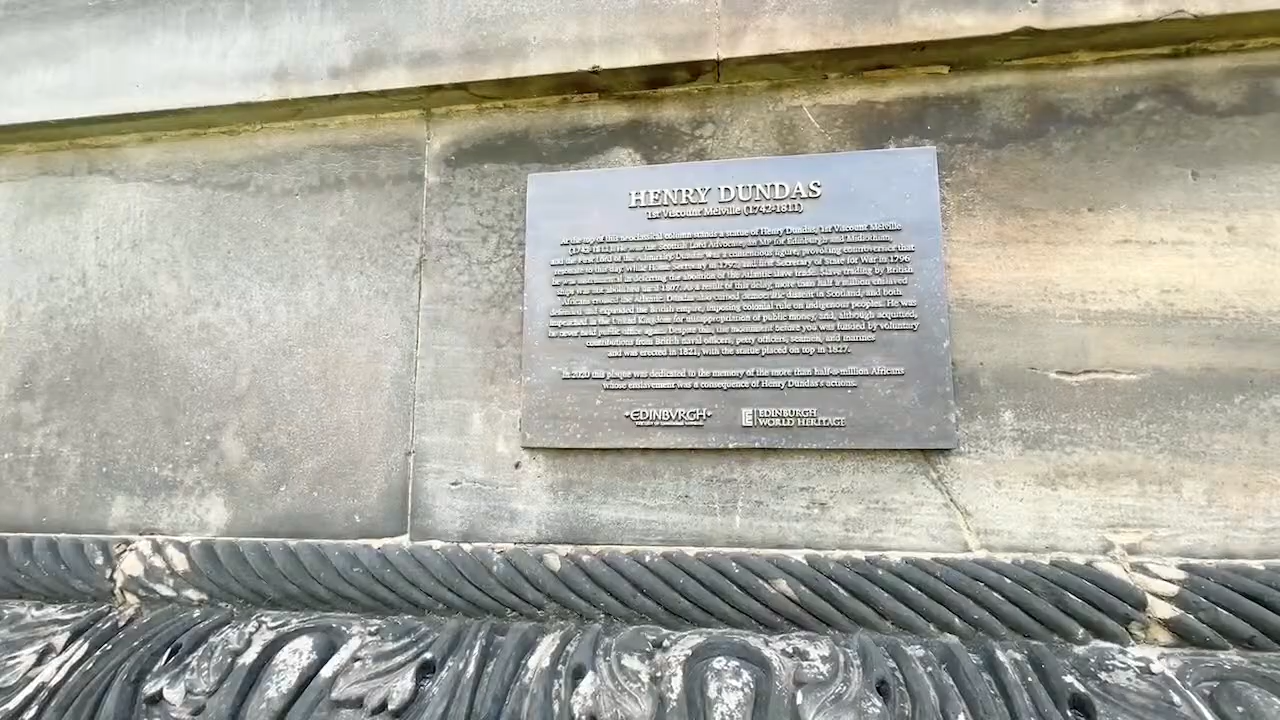 HENRY DUNDAS
1st Viscount Melville (1742-1811)
At the top of this neoclassical column stands a statue of Henry Dundas, 1st Viscount Melville
(1742-1811). He was the Scottish Lord Advocate, an MP for Edinburgh and Midlothian,
and the First Lord of the Admiralty. Dundas was a contentious figure, provoking controversies that
resonate to this day. While Home Secretary in 1792, and first Secretary of State for War in 1796
he was instrumental in deferring the abolition of the Atlantic slave trade. Slave trading by British
ships was not abolished until 1807. As a result of this delay, more than half a million enslaved
Africans crossed the Atlantic. Dundas also curbed democratic dissent in Scotland, and both
defended and expanded the British empire, imposing colonial rule on indigenous peoples. He was
impeached in the United Kingdom for misappropriation of public money, and, although acquitted,
he never held public office again. Despite this, the monument before you was funded by voluntary
contributions from British naval officers, petty officers, seamen, and marines
and was erected in 1821, with the statue placed on top in 1827.
In 2020 this plaque was dedicated to the memory of the more than half-a-million Africans
whose enslavement was a consequence of Henry Dundas's actions.
·EDINBVRGH·
EDINBURGH
WORLD HERITAGE